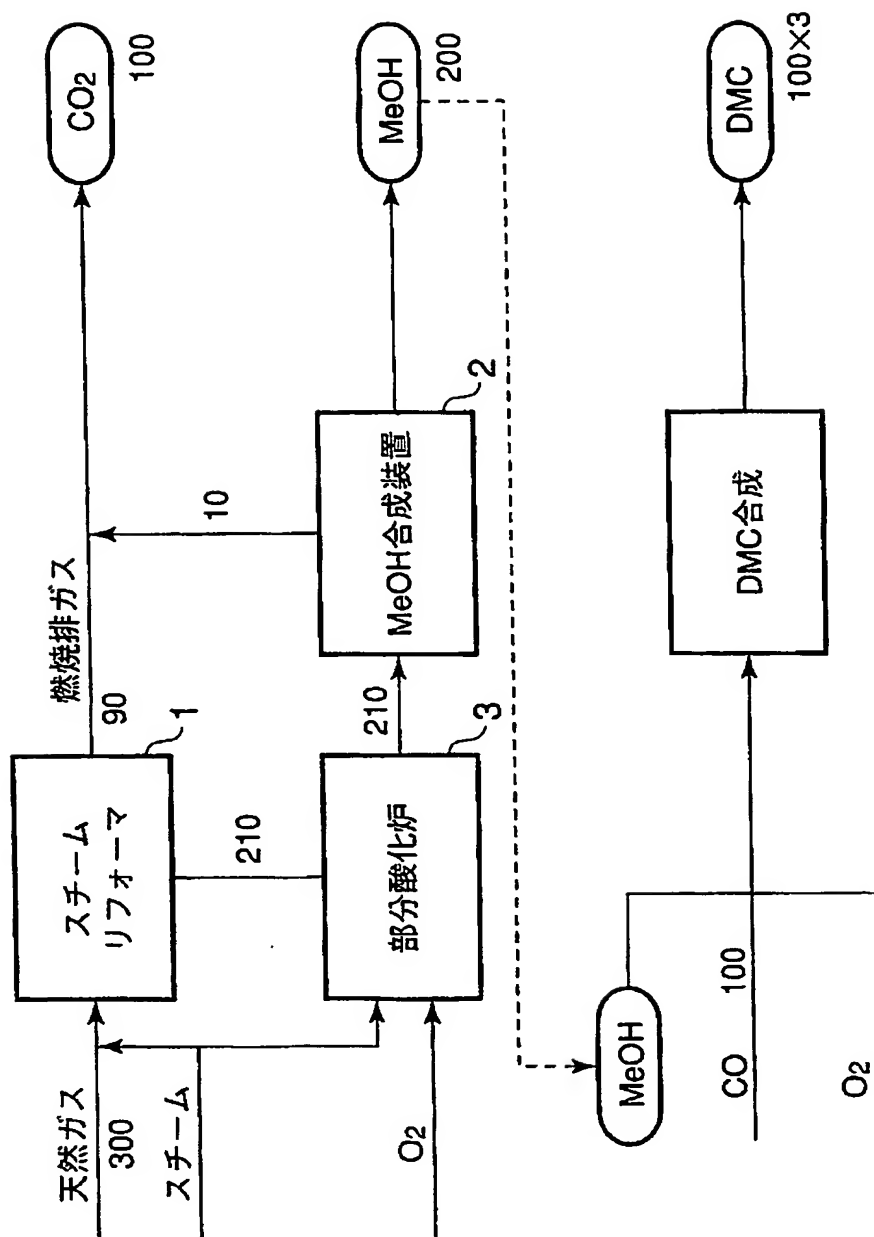 天然ガス
300
スチーム
O2
スチーム
リフォーマ
1
90
燃焼排ガス
CO2
100
210
部分酸化炉
3
210
MeOH合成装置
2
10
MeOH
200
MeOH
CO
100
O2
DMC合成
DMC
100×3